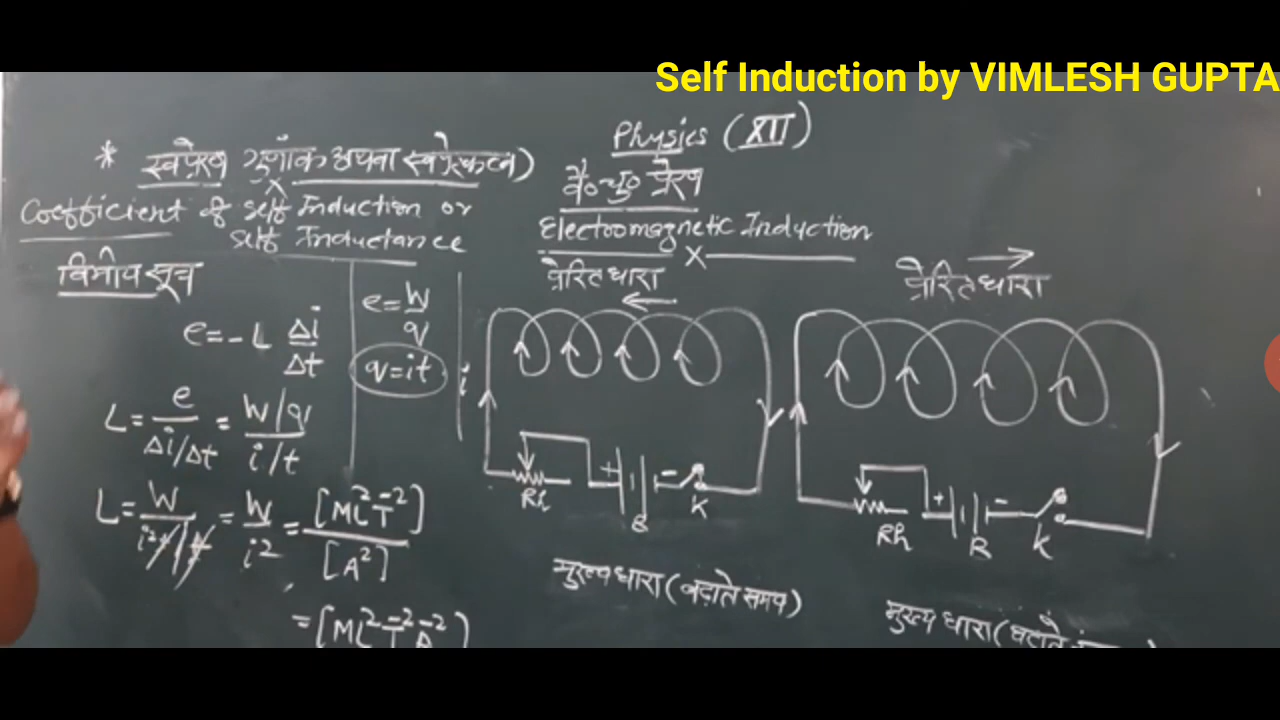 Self Induction by VIMLESH GUPTA
Physics (XII)
वै०चु० प्रेरण
Electromagnetic Induction
* स्वप्रेरण गुणांक अथवा स्वप्रेरकत्व)
Coefficient of Self Induction or
Self Inductance
विमीय सूत्र
e = - L Δi/Δt
L = e/(Δi/Δt) = (W/q)/(i/t)
L = W/(i²t/t) = W/i² = [ML²T⁻²]/[A²]
= [ML²T⁻²A⁻²]
e = W/q
q = it
प्रेरित धारा
i
+ -
Rh
B
K
मुख्य धारा (बढ़ाते समय)
प्रेरित धारा
+ -
Rh
B
K
मुख्य धारा (घटाते